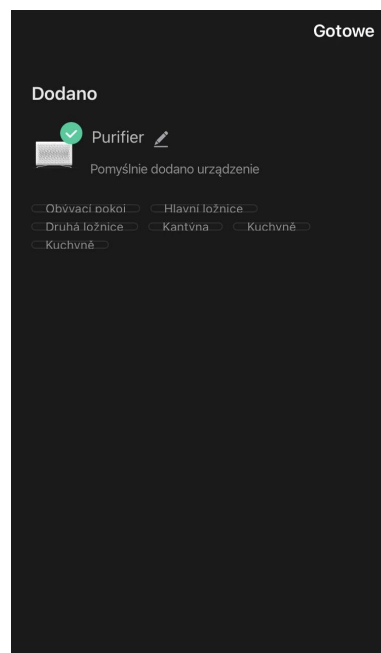 Gotowe
Dodano
Purifier
Pomyślnie dodano urządzenie
Obývací pokoj Hlavní ložnice
Druhá ložnice Kantýna Kuchyně
Kuchyně